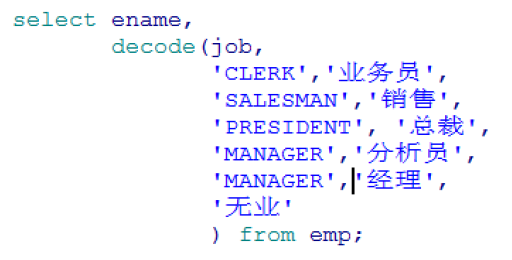 select ename,
decode(job,
'CLERK','业务员',
'SALESMAN','销售',
'PRESIDENT', '总裁',
'MANAGER','分析员',
'MANAGER','经理',
'无业'
) from emp;